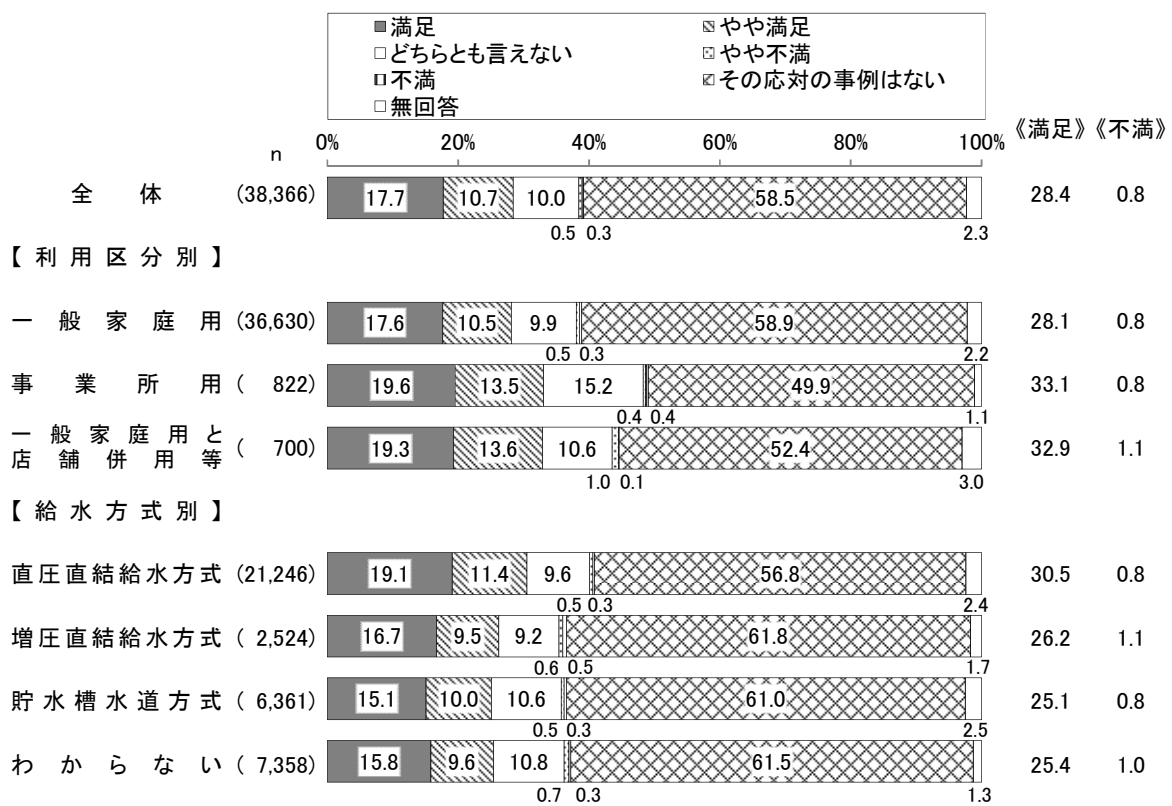 満足 やや満足
どちらとも言えない やや不満
不満 その応対の事例はない
無回答
n 0% 20% 40% 60% 80% 100% 《満足》 《不満》
全体 (38,366) 17.7 10.7 10.0 58.5 28.4 0.8
0.5 0.3 2.3
【利用区分別】
一般家庭用 (36,630) 17.6 10.5 9.9 58.9 28.1 0.8
0.5 0.3 2.2
事業所用 ( 822) 19.6 13.5 15.2 49.9 33.1 0.8
0.4 0.4 1.1
一般家庭用と
店舗併用等 ( 700) 19.3 13.6 10.6 52.4 32.9 1.1
1.0 0.1 3.0
【給水方式別】
直圧直結給水方式 (21,246) 19.1 11.4 9.6 56.8 30.5 0.8
0.5 0.3 2.4
増圧直結給水方式 ( 2,524) 16.7 9.5 9.2 61.8 26.2 1.1
0.6 0.5 1.7
貯水槽水道方式 ( 6,361) 15.1 10.0 10.6 61.0 25.1 0.8
0.5 0.3 2.5
わからない ( 7,358) 15.8 9.6 10.8 61.5 25.4 1.0
0.7 0.3 1.3